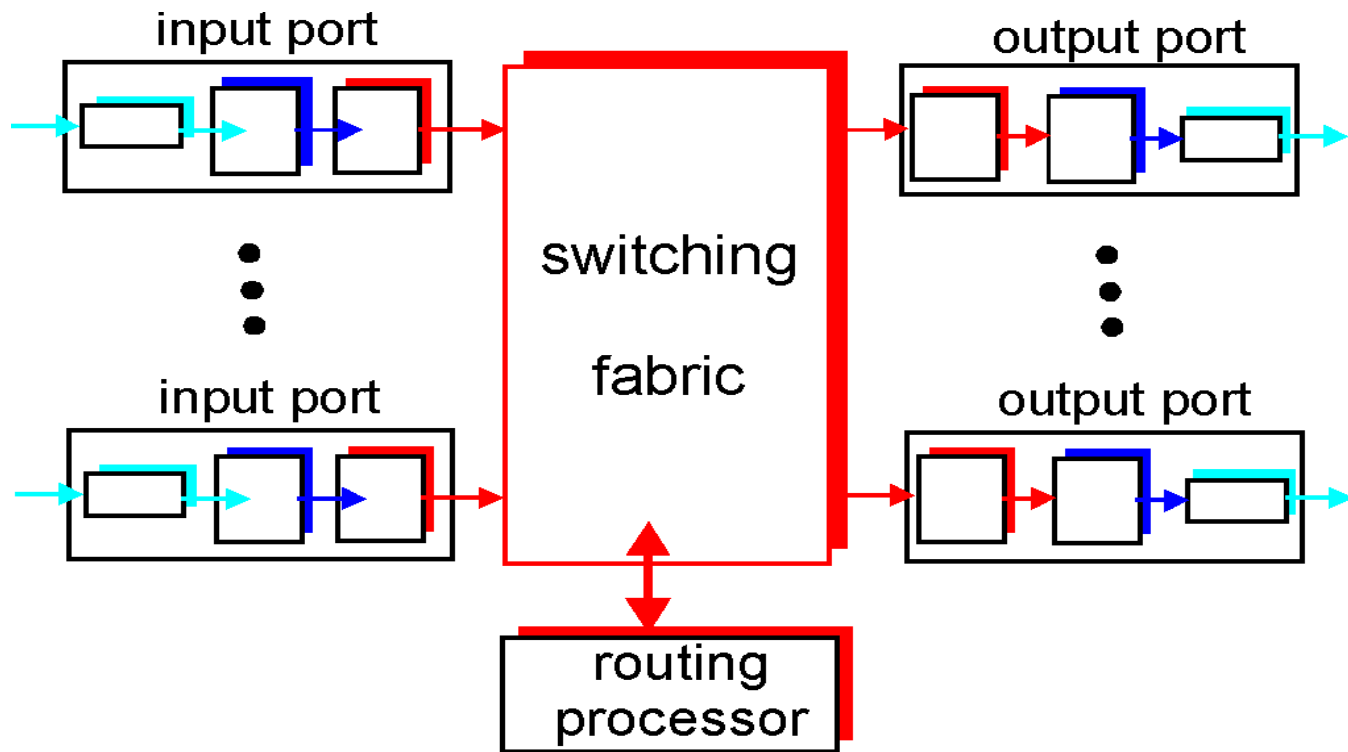 input port
output port
switching
fabric
input port
output port
routing
processor